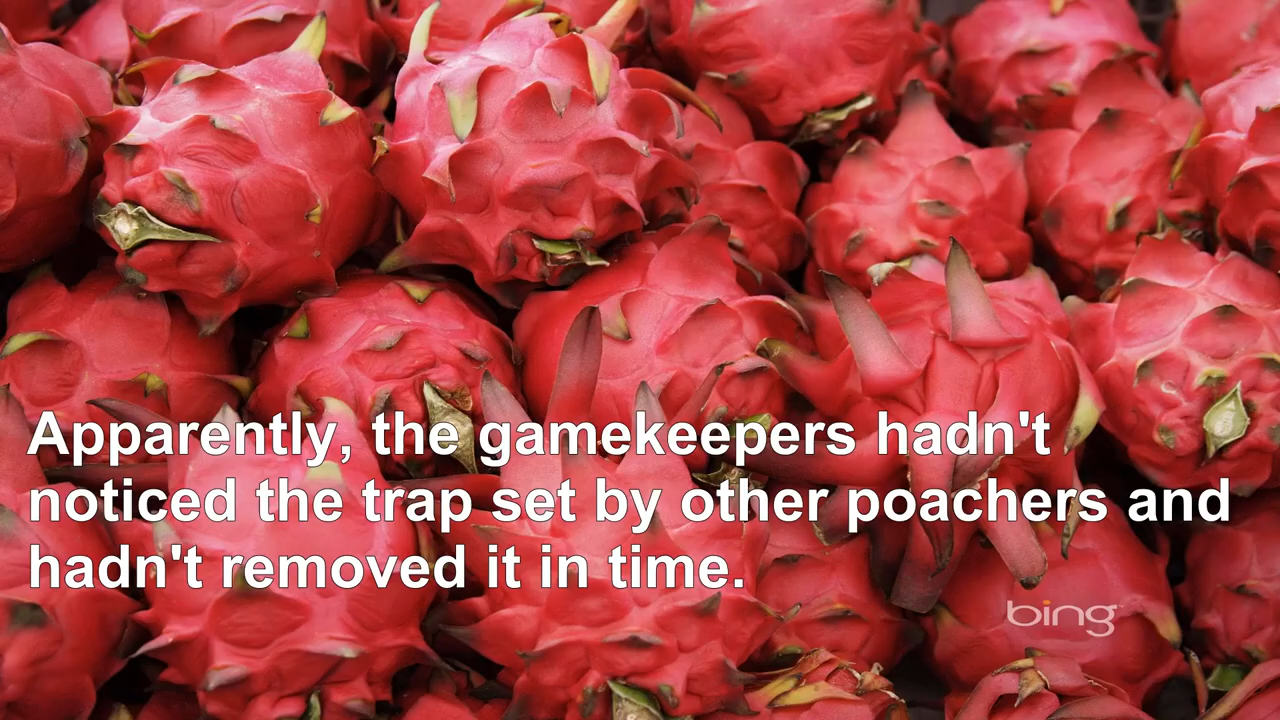 Apparently, the gamekeepers hadn't
noticed the trap set by other poachers and
hadn't removed it in time.
bing